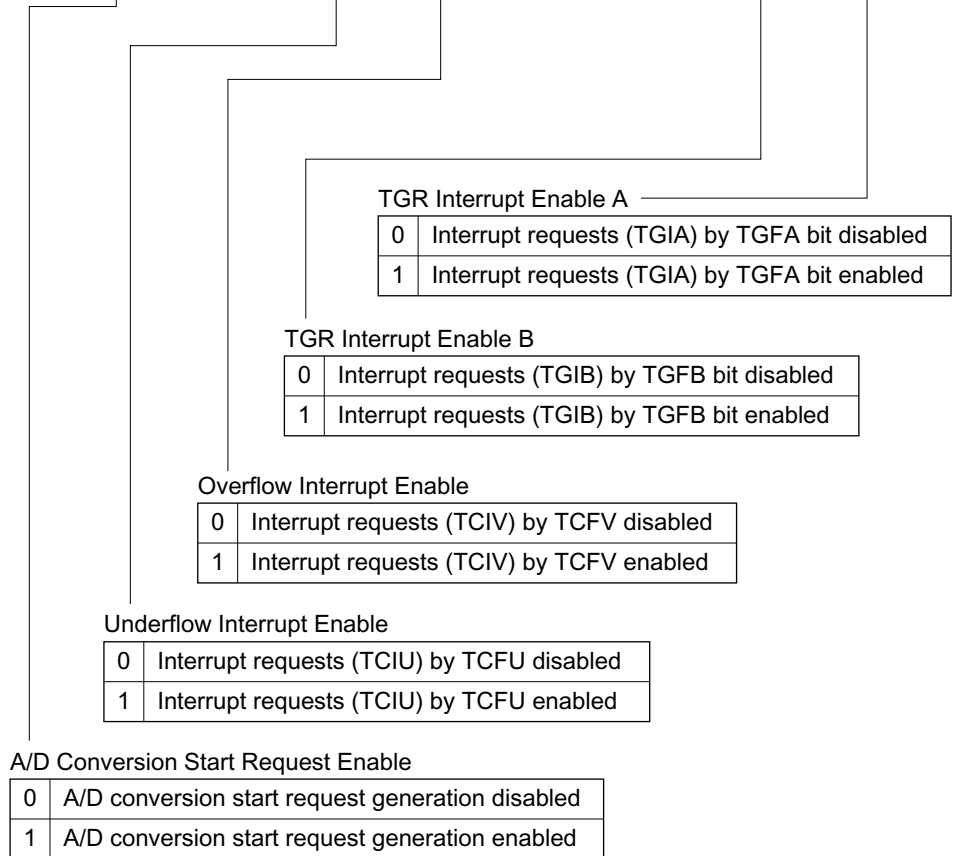 TGR Interrupt Enable A
0 Interrupt requests (TGIA) by TGFA bit disabled
1 Interrupt requests (TGIA) by TGFA bit enabled
TGR Interrupt Enable B
0 Interrupt requests (TGIB) by TGFB bit disabled
1 Interrupt requests (TGIB) by TGFB bit enabled
Overflow Interrupt Enable
0 Interrupt requests (TCIV) by TCFV disabled
1 Interrupt requests (TCIV) by TCFV enabled
Underflow Interrupt Enable
0 Interrupt requests (TCIU) by TCFU disabled
1 Interrupt requests (TCIU) by TCFU enabled
A/D Conversion Start Request Enable
0 A/D conversion start request generation disabled
1 A/D conversion start request generation enabled